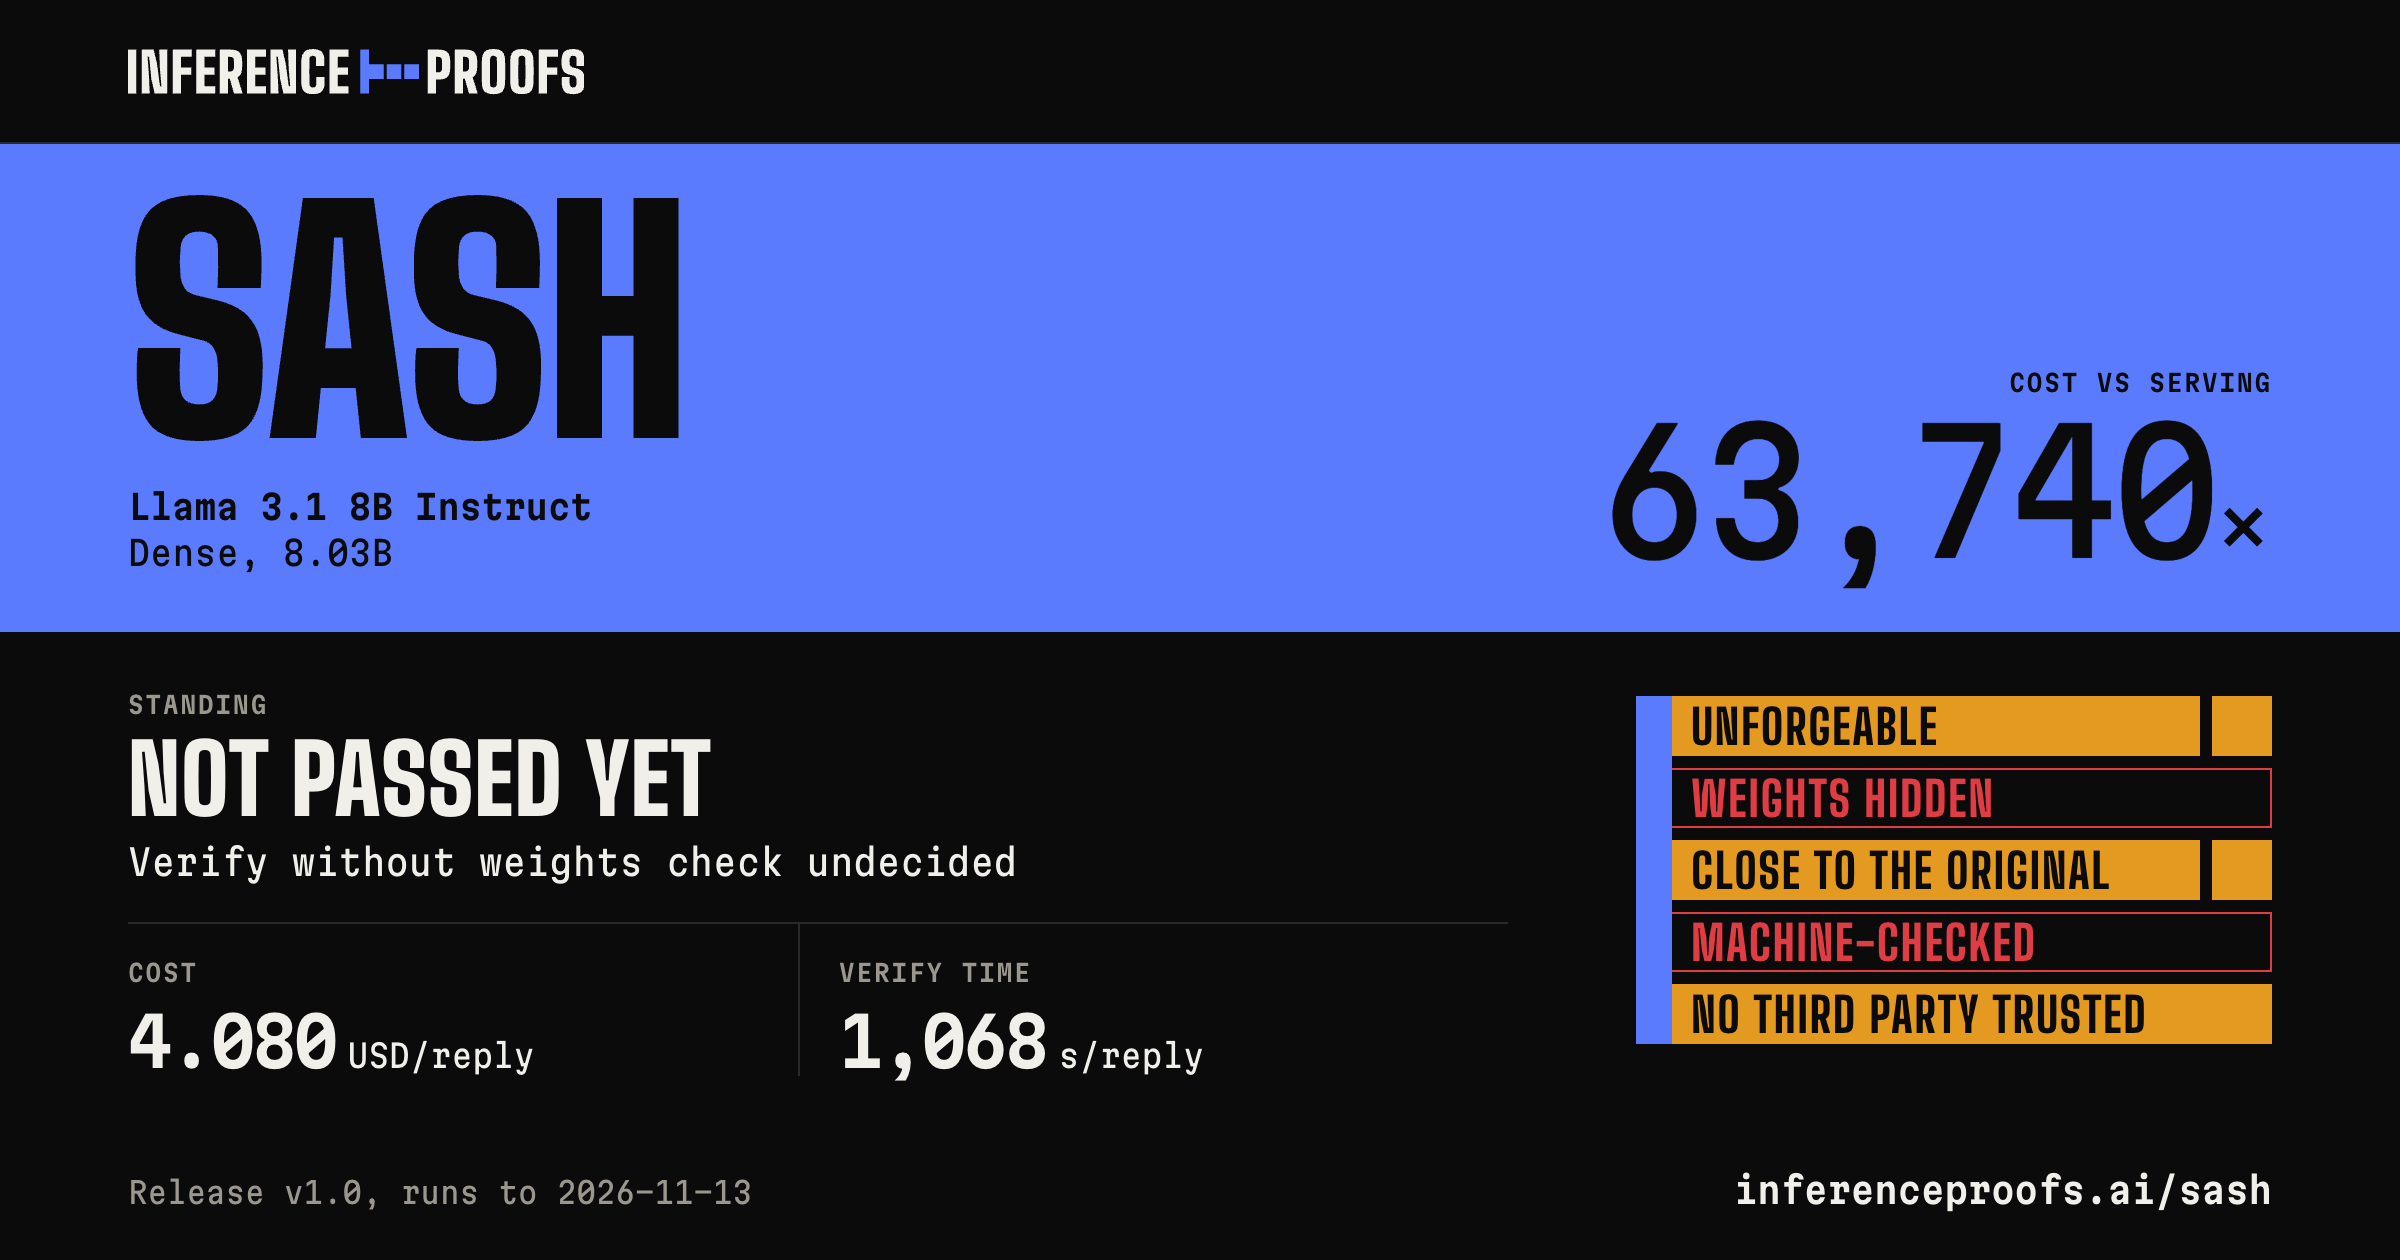 INFERENCE PROOFS
SASH
Llama 3.1 8B Instruct
Dense, 8.03B
COST VS SERVING
63,740×
STANDING
NOT PASSED YET
Verify without weights check undecided
COST
4.080 USD/reply
VERIFY TIME
1,068 s/reply
UNFORGEABLE
WEIGHTS HIDDEN
CLOSE TO THE ORIGINAL
MACHINE-CHECKED
NO THIRD PARTY TRUSTED
Release v1.0, runs to 2026-11-13
inferenceproofs.ai/sash